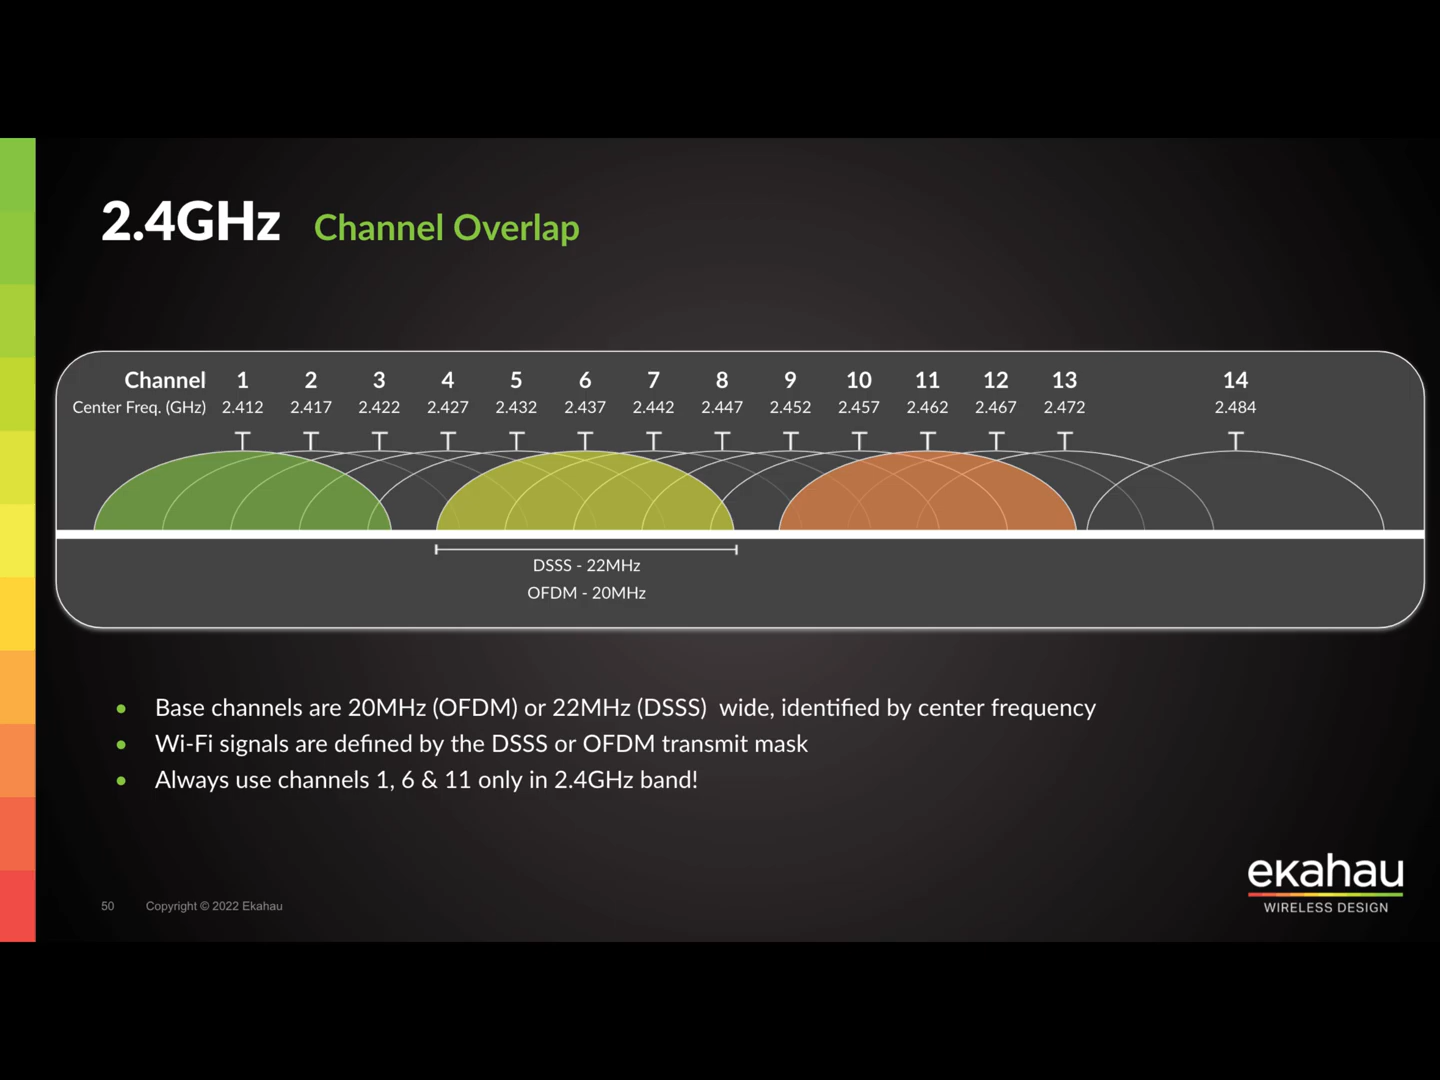 2.4GHz Channel Overlap
Channel 1 2 3 4 5 6 7 8 9 10 11 12 13 14
Center Freq. (GHz) 2.412 2.417 2.422 2.427 2.432 2.437 2.442 2.447 2.452 2.457 2.462 2.467 2.472 2.484
DSSS - 22MHz
OFDM - 20MHz
• Base channels are 20MHz (OFDM) or 22MHz (DSSS) wide, identified by center frequency
• Wi-Fi signals are defined by the DSSS or OFDM transmit mask
• Always use channels 1, 6 & 11 only in 2.4GHz band!
ekahau
WIRELESS DESIGN
50 Copyright © 2022 Ekahau